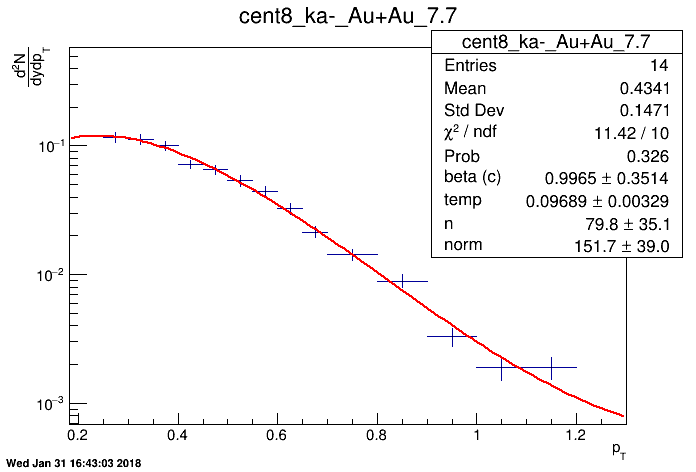 cent8_ka-_Au+Au_7.7
d²N
dydp_T
cent8_ka-_Au+Au_7.7
Entries 14
Mean 0.4341
Std Dev 0.1471
χ² / ndf 11.42 / 10
Prob 0.326
beta (c) 0.9965 ± 0.3514
temp 0.09689 ± 0.00329
n 79.8 ± 35.1
norm 151.7 ± 39.0
10⁻¹
10⁻²
10⁻³
0.2 0.4 0.6 0.8 1 1.2
p_T
Wed Jan 31 16:43:03 2018